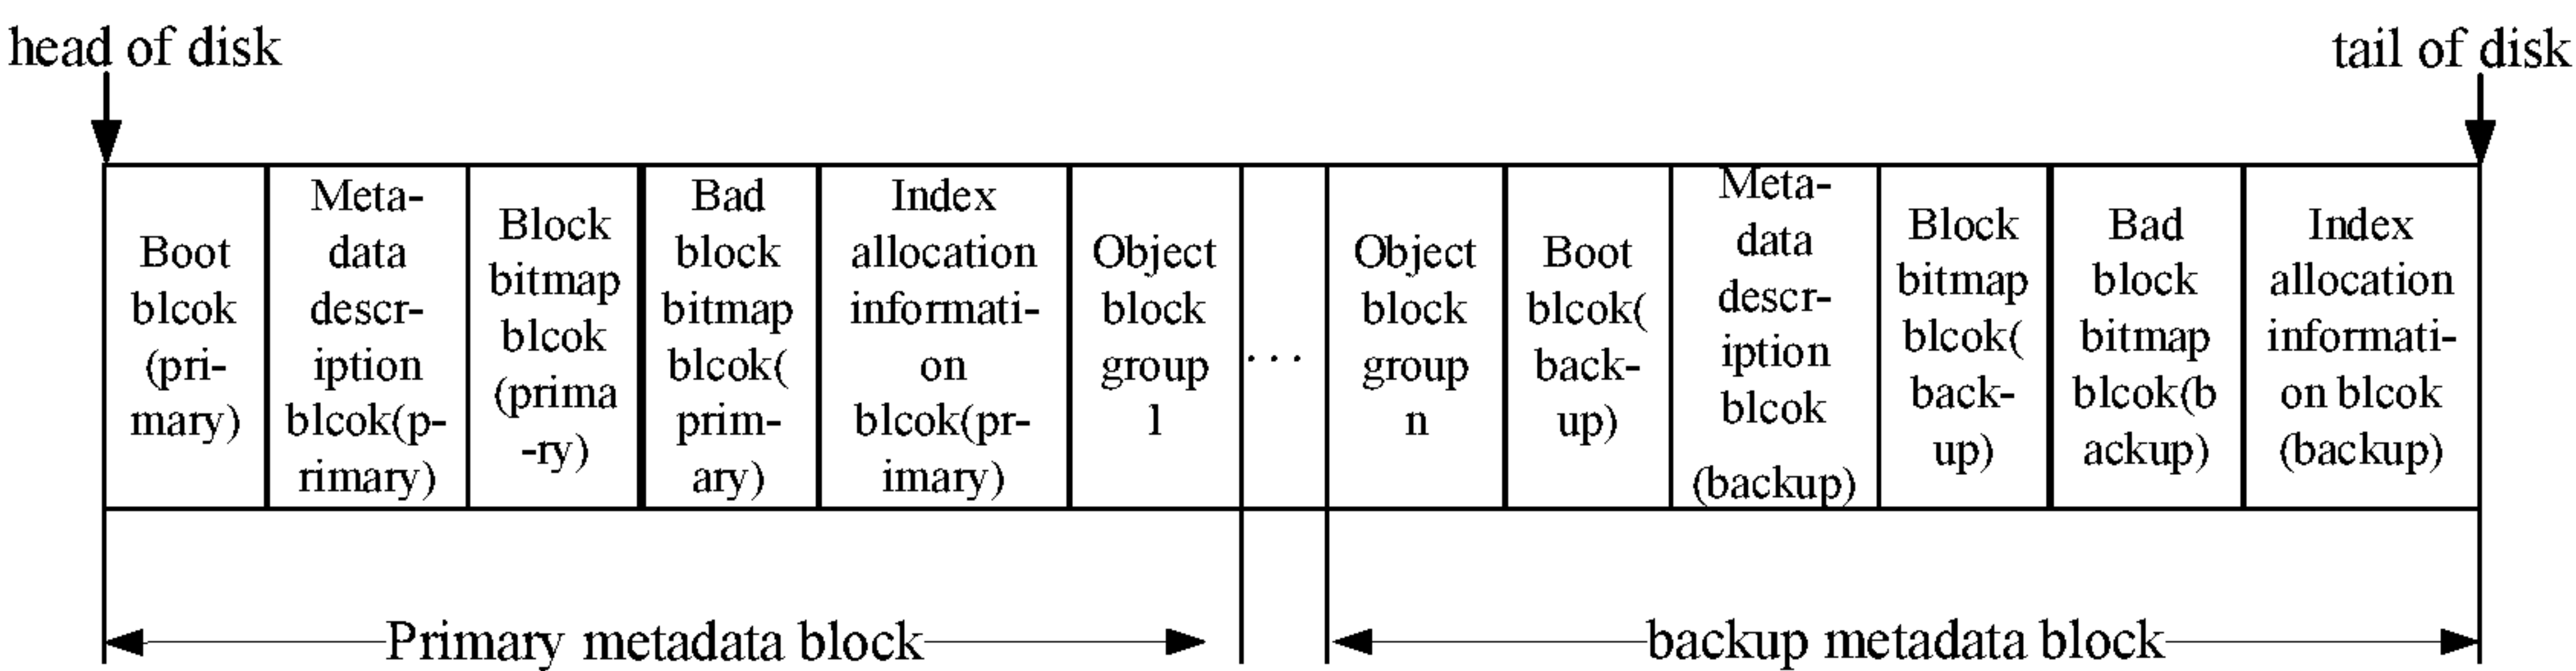 head of disk
tail of disk
Boot
blcok
(pri-
mary)
Meta-
data
descr-
iption
blcok(p-
rimary)
Block
bitmap
blcok
(prima
-ry)
Bad
block
bitmap
blcok(
prim-
ary)
Index
allocation
informati-
on
blcok(pr-
imary)
Object
block
group
1
...
Object
block
group
n
Boot
blcok(
back-
up)
Meta-
data
descr-
iption
blcok
(backup)
Block
bitmap
blcok(
back-
up)
Bad
block
bitmap
blcok(b
ackup)
Index
allocation
informati-
on blcok
(backup)
Primary metadata block
backup metadata block